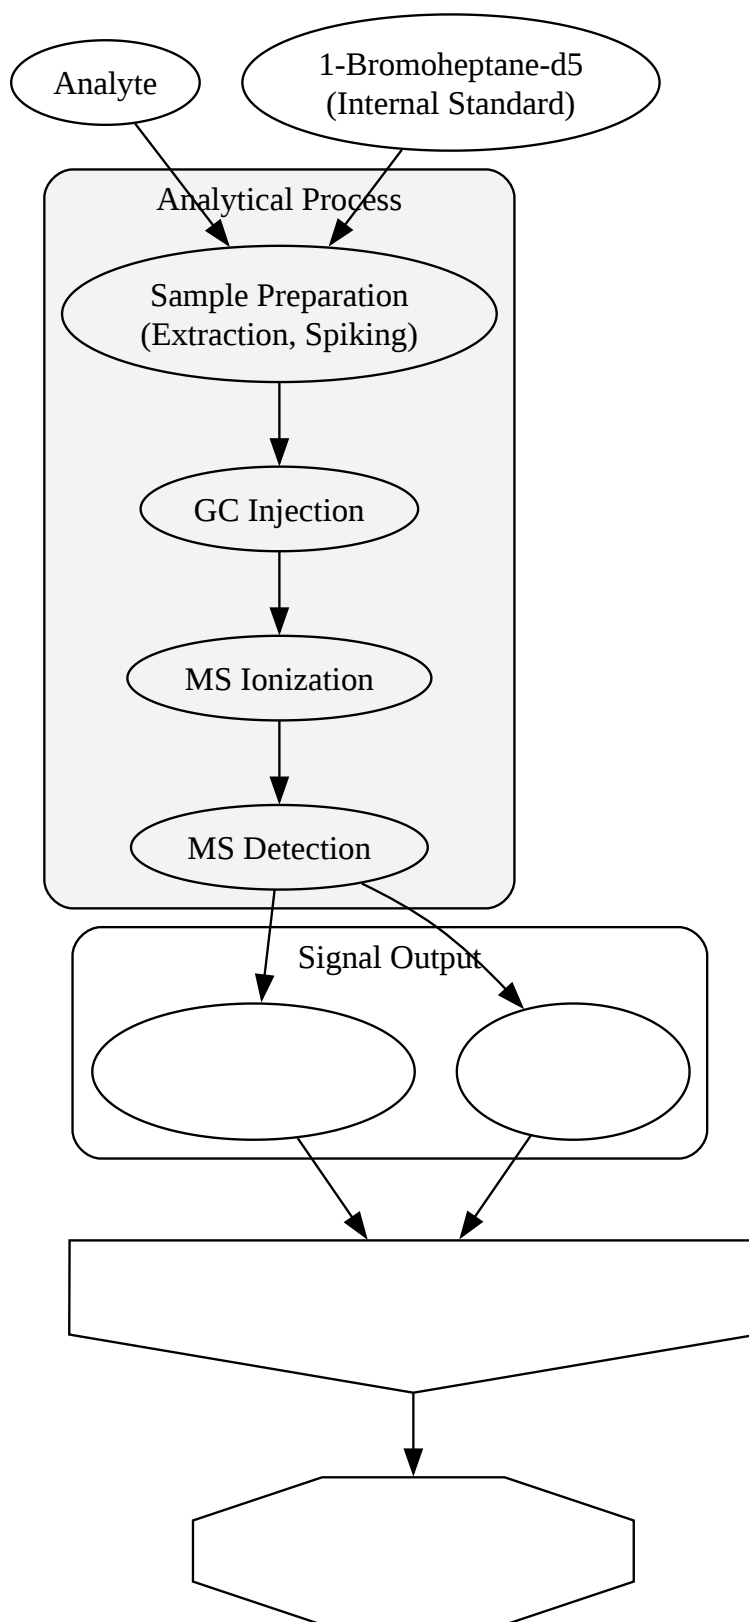 Analyte
1-Bromoheptane-d5
(Internal Standard)
Analytical Process
Sample Preparation
(Extraction, Spiking)
GC Injection
MS Ionization
MS Detection
Signal Output